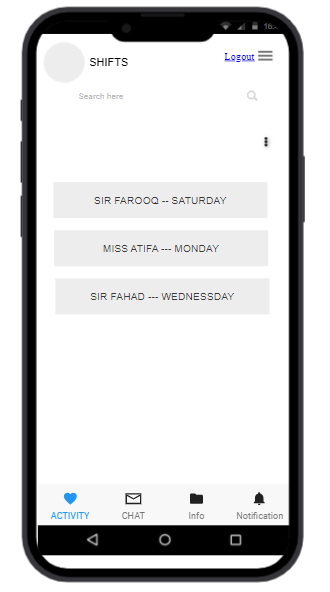 16:
SHIFTS
Logout
Search here
SIR FAROOQ -- SATURDAY
MISS ATIFA --- MONDAY
SIR FAHAD --- WEDNESSDAY
ACTIVITY CHAT Info Notification